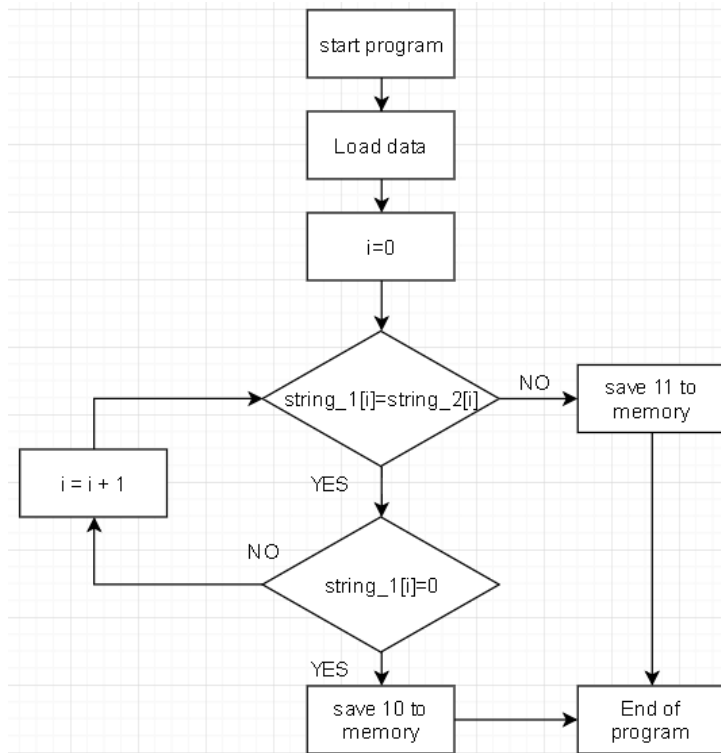 start program
Load data
i=0
string_1[i]=string_2[i]
NO
save 11 to
memory
i = i + 1
YES
NO
string_1[i]=0
YES
save 10 to
memory
End of
program